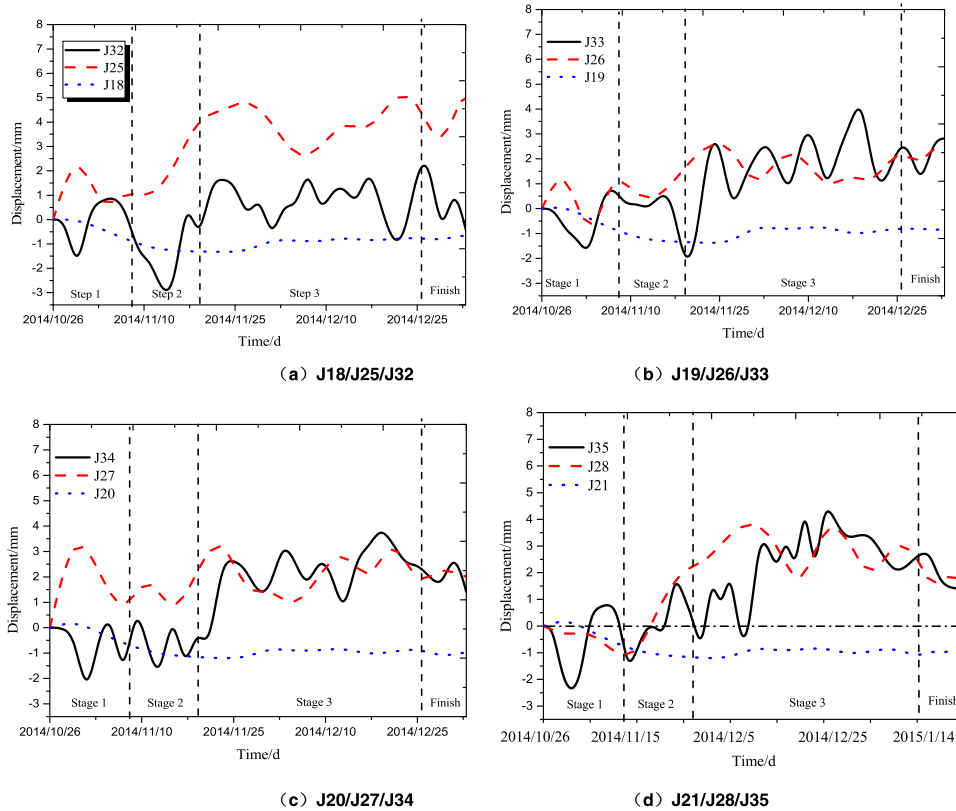 8
7
6
5
4
3
2
1
0
-1
-2
-3
Displacement/mm
J32
J25
J18
Step 1
Step 2
Step 3
Finish
2014/10/26
2014/11/10
2014/11/25
2014/12/10
2014/12/25
Time/d
(a) J18/J25/J32
8
7
6
5
4
3
2
1
0
-1
-2
-3
Displacement/mm
J33
J26
J19
Stage 1
Stage 2
Stage 3
Finish
2014/10/26
2014/11/10
2014/11/25
2014/12/10
2014/12/25
Time/d
(b) J19/J26/J33
8
7
6
5
4
3
2
1
0
-1
-2
-3
Displacement/mm
J34
J27
J20
Stage 1
Stage 2
Stage 3
Finish
2014/10/26
2014/11/10
2014/11/25
2014/12/10
2014/12/25
Time/d
(c) J20/J27/J34
8
7
6
5
4
3
2
1
0
-1
-2
-3
Displacement/mm
J35
J28
J21
Stage 1
Stage 2
Stage 3
Finish
2014/10/26
2014/11/15
2014/12/5
2014/12/25
2015/1/14
Time/d
(d) J21/J28/J35